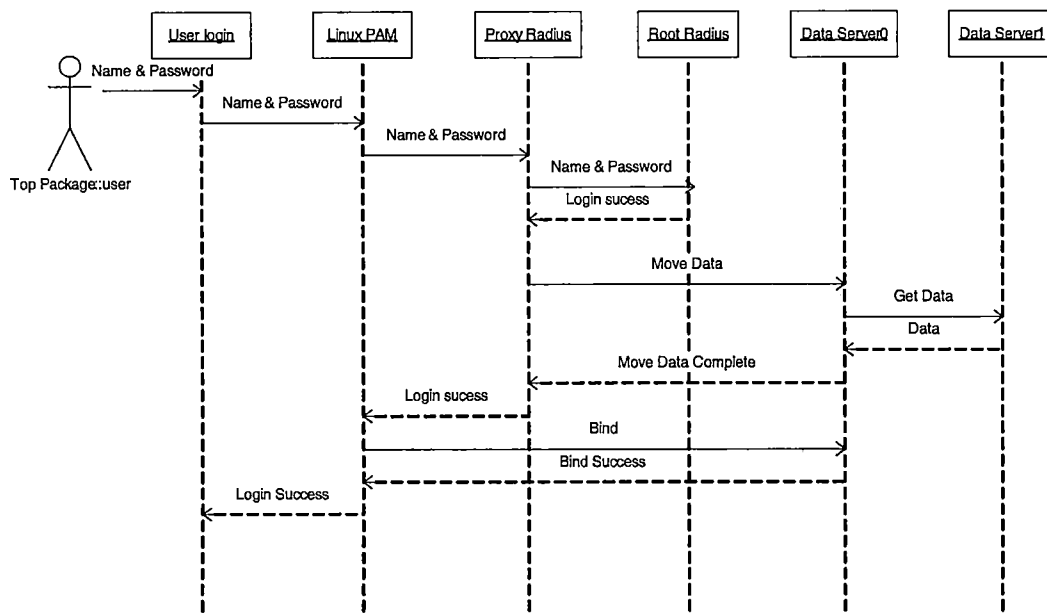 User login
Linux PAM
Proxy Radius
Root Radius
Data Server0
Data Server1
Name & Password
Name & Password
Name & Password
Name & Password
Top Package::user
Login sucess
Move Data
Get Data
Data
Move Data Complete
Login sucess
Bind
Bind Success
Login Success